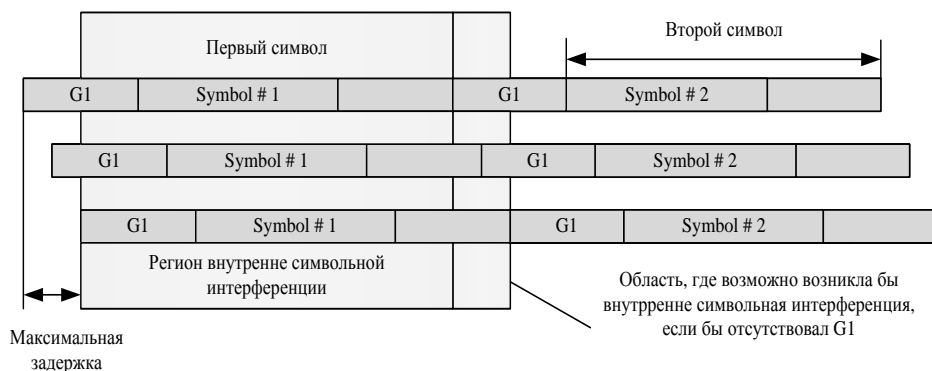 Первый символ
Второй символ
G1 Symbol # 1 G1 Symbol # 2
G1 Symbol # 1 G1 Symbol # 2
G1 Symbol # 1 G1 Symbol # 2
Регион внутренне символьной
интерференции
Область, где возможно возникла бы
внутрренне символьная интерференция,
если бы отсутствовал G1
Максимальная
задержка